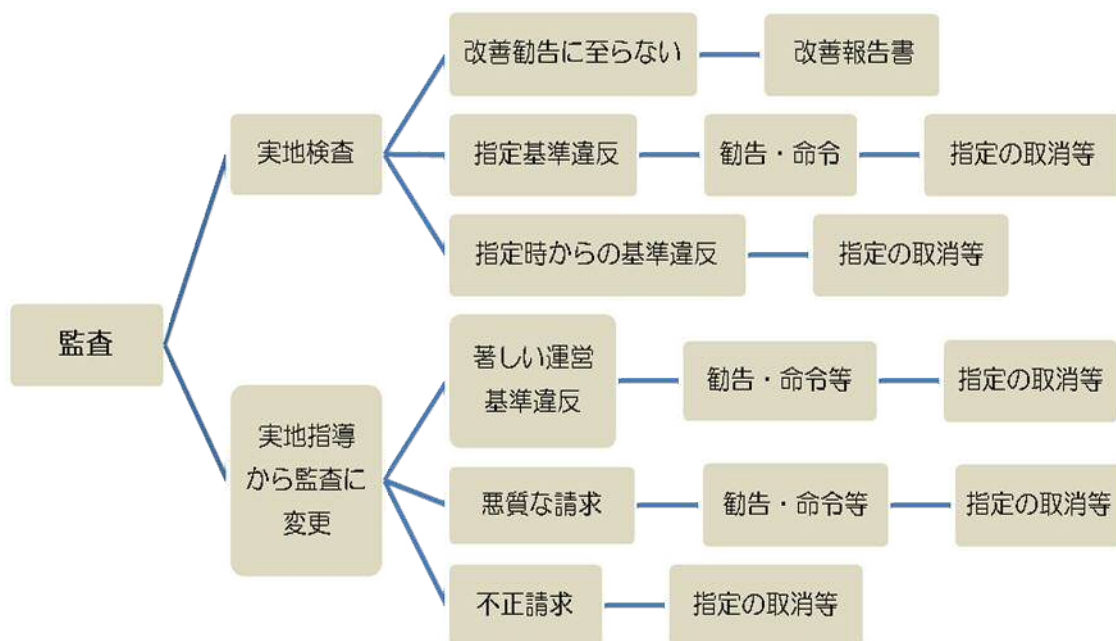 改善勧告に至らない
改善報告書
実地検査
指定基準違反
勧告・命令
指定の取消等
指定時からの基準違反
指定の取消等
監査
著しい運営
基準違反
勧告・命令等
指定の取消等
実地指導
から監査に
変更
悪質な請求
勧告・命令等
指定の取消等
不正請求
指定の取消等